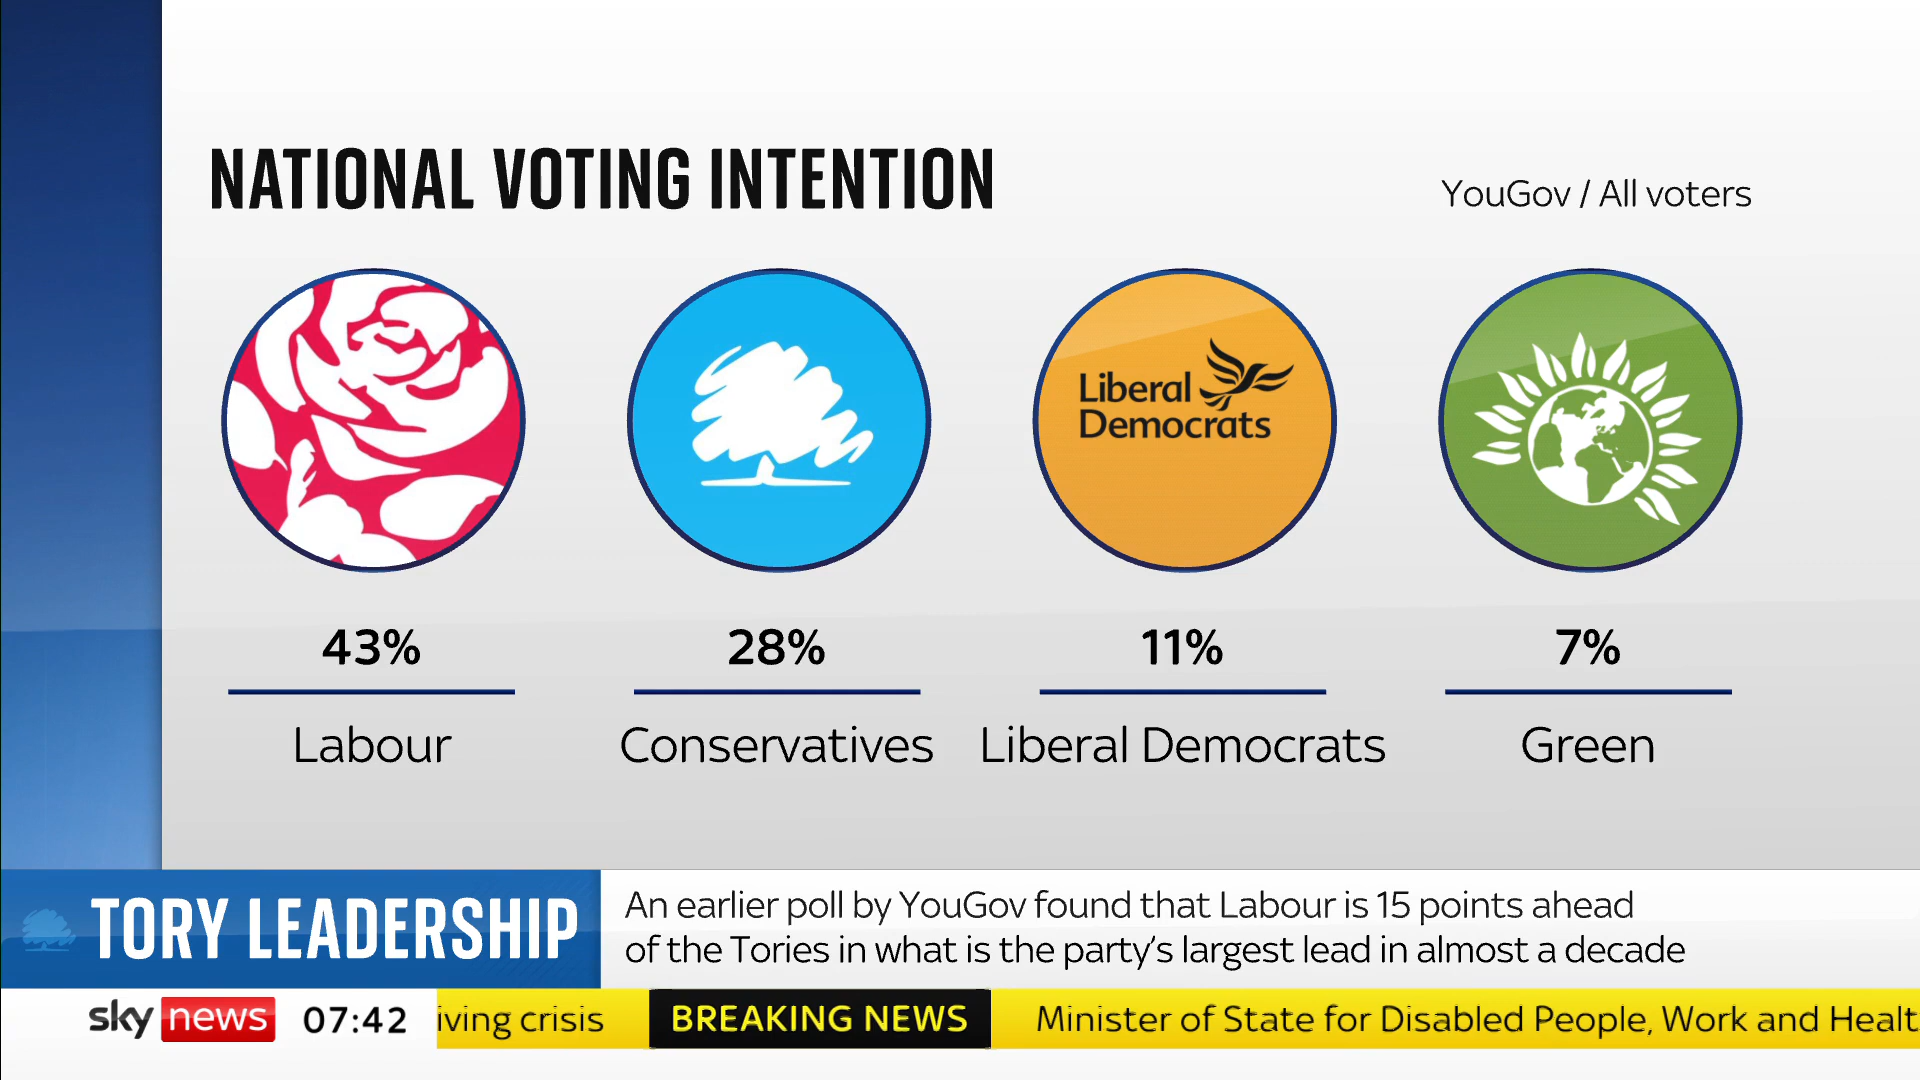 NATIONAL VOTING INTENTION
YouGov / All voters
Liberal
Democrats
43%
28%
11%
7%
Labour
Conservatives
Liberal Democrats
Green
TORY LEADERSHIP
An earlier poll by YouGov found that Labour is 15 points ahead
of the Tories in what is the party's largest lead in almost a decade
sky news 07:42 iving crisis BREAKING NEWS Minister of State for Disabled People, Work and Healt